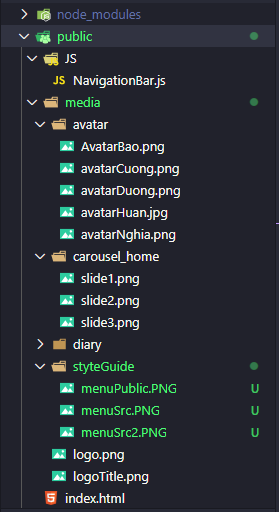 node_modules
public
JS
JS NavigationBar.js
media
avatar
AvatarBao.png
avatarCuong.png
avatarDuong.png
avatarHuan.jpg
avatarNghia.png
carousel_home
slide1.png
slide2.png
slide3.png
diary
styteGuide
menuPublic.PNG U
menuSrc.PNG U
menuSrc2.PNG U
logo.png
logoTitle.png
index.html